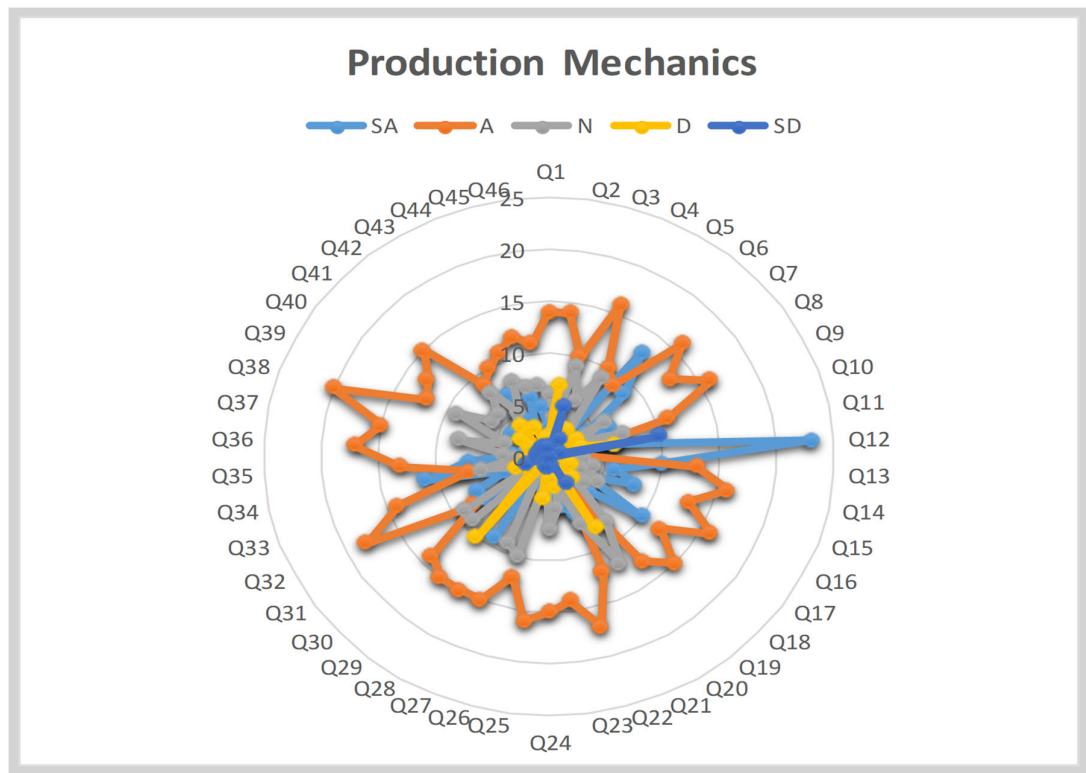 Production Mechanics
SA A N D SD
Q1
Q2
Q3
Q4
Q5
Q6
Q7
Q8
Q9
Q10
Q11
Q12
Q13
Q14
Q15
Q16
Q17
Q18
Q19
Q20
Q21
Q22
Q23
Q24
Q25
Q26
Q27
Q28
Q29
Q30
Q31
Q32
Q33
Q34
Q35
Q36
Q37
Q38
Q39
Q40
Q41
Q42
Q43
Q44
Q45
Q46
25
20
15
10
5
0